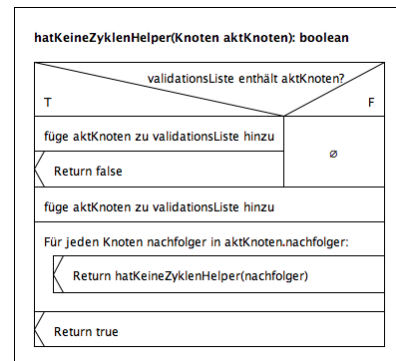 hatKeineZyklenHelper(Knoten aktKnoten): boolean
validationsListe enthält aktKnoten?
T
F
füge aktKnoten zu validationsListe hinzu
ø
Return false
füge aktKnoten zu validationsListe hinzu
Für jeden Knoten nachfolger in aktKnoten.nachfolger:
Return hatKeineZyklenHelper(nachfolger)
Return true